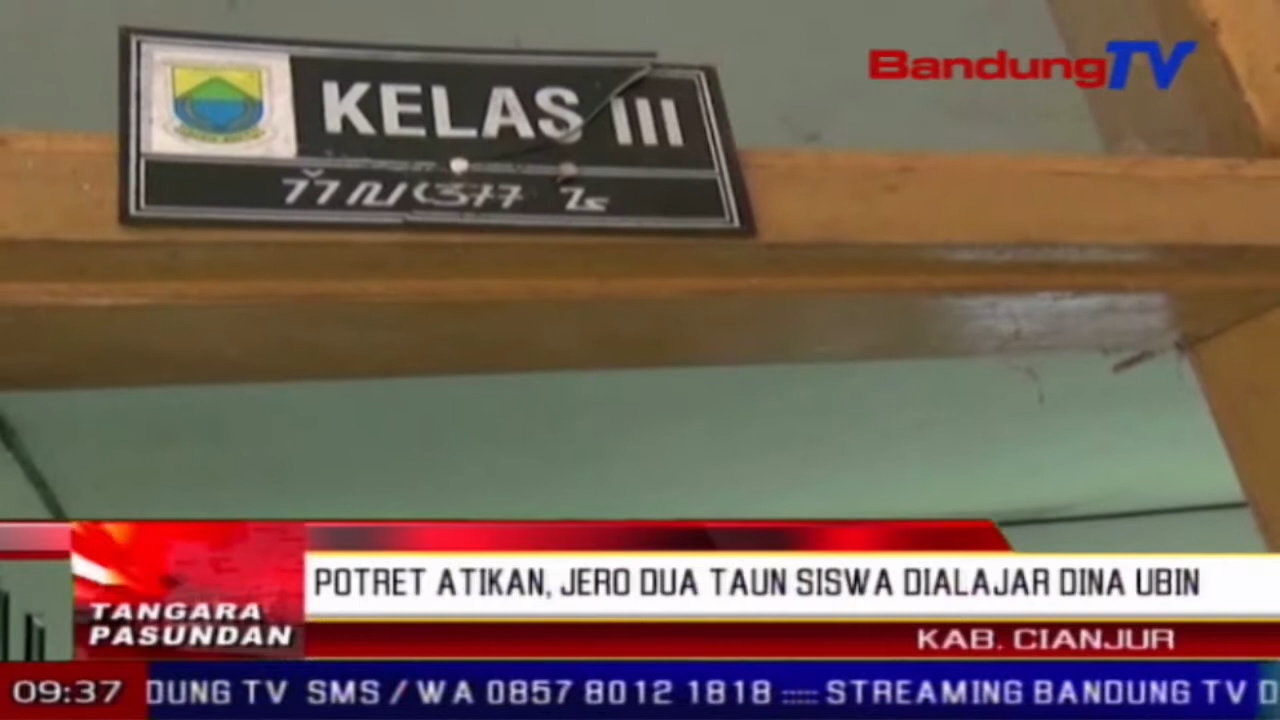 BandungTV
KELAS III
POTRET ATIKAN, JERO DUA TAUN SISWA DIALAJAR DINA UBIN
TANGARA
PASUNDAN
KAB. CIANJUR
09:37 DUNG TV SMS / WA 0857 8012 1818 ::::: STREAMING BANDUNG TV